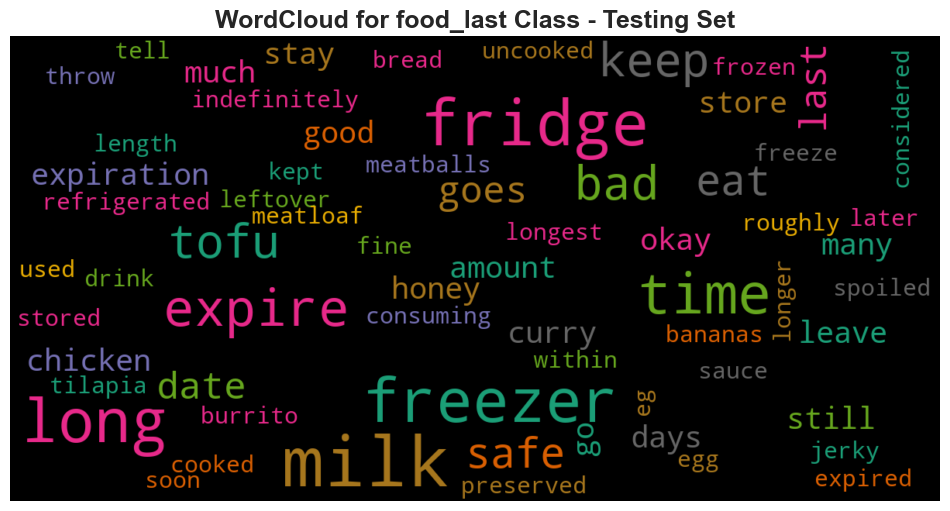 WordCloud for food_last Class - Testing Set
tell
stay
bread
uncooked
keep
frozen
last
considered
throw
much
indefinitely
fridge
store
length
good
freeze
expiration
kept
meatballs
goes
bad
eat
refrigerated
leftover
meatloaf
longest
okay
roughly
later
tofu
fine
many
used
drink
amount
honey
time
longer
spoiled
stored
expire
consuming
curry
bananas
leave
chicken
within
sauce
tilapia
date
freezer
eg
long
burrito
go
days
still
cooked
milk
safe
egg
jerky
soon
preserved
expired